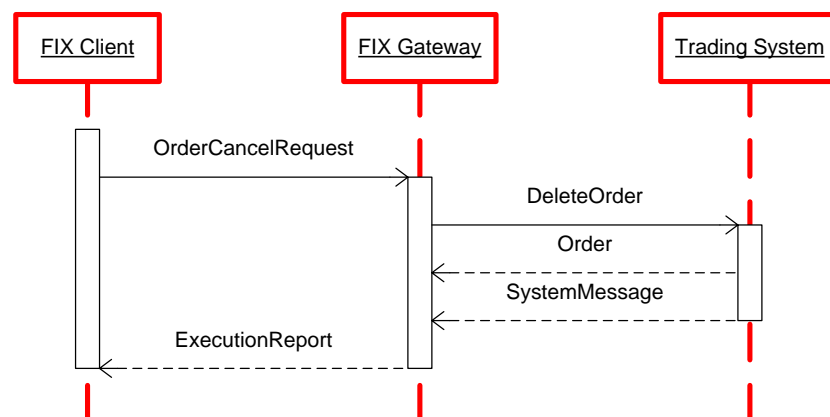 FIX Client
FIX Gateway
Trading System
OrderCancelRequest
DeleteOrder
Order
SystemMessage
ExecutionReport